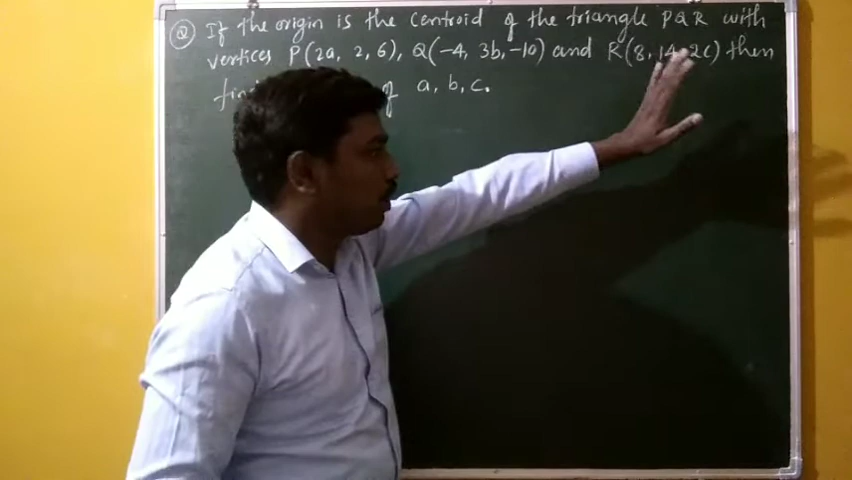 Q If the origin is the centroid of the triangle PQR with
vertices P(2a, 2, 6), Q(-4, 3b, -10) and R(8, 14, 2c) then
of a, b, c.